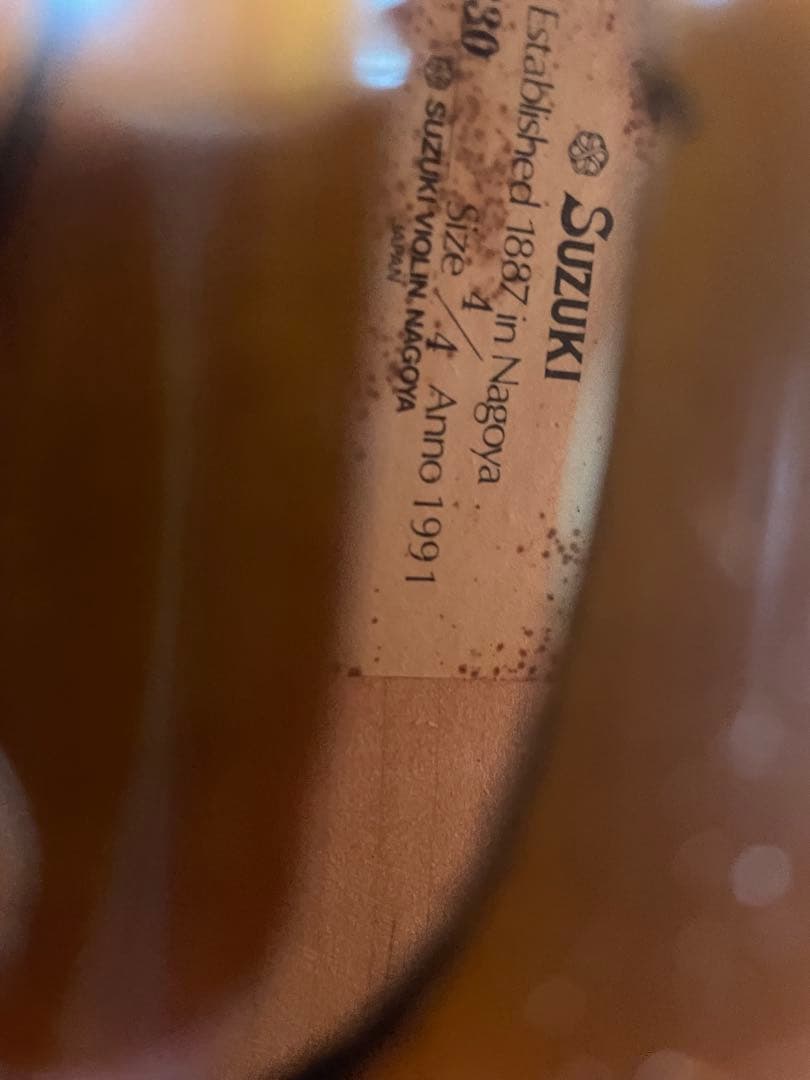 SUZUKI
Established 1887 in Nagoya
30
Size 4/4 Anno 1991
SUZUKI VIOLIN. NAGOYA
JAPAN